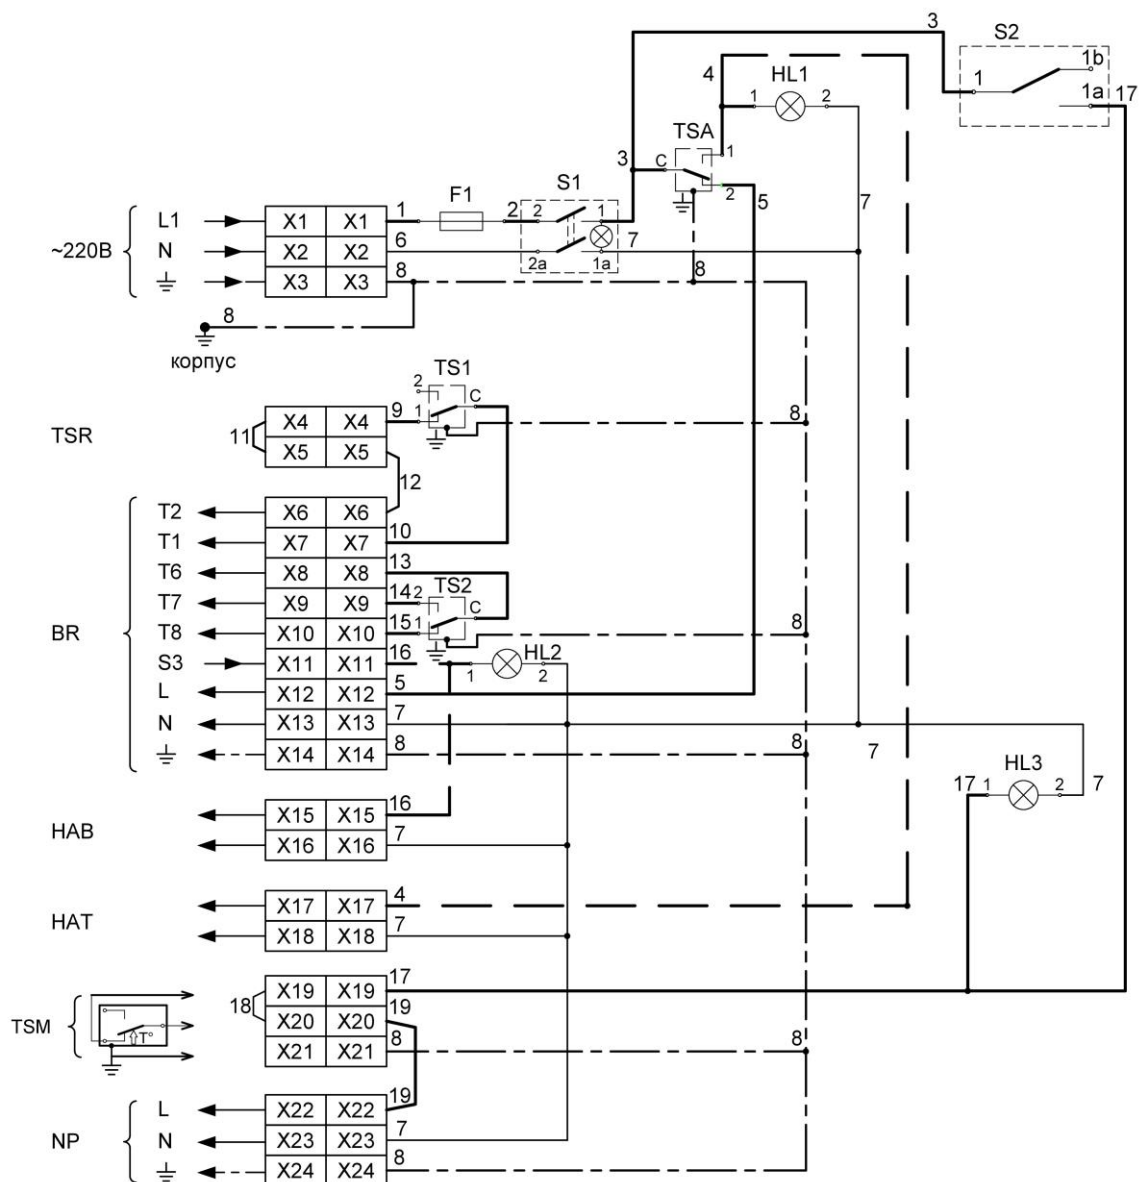 3
S2
4
HL1
1b
1
1 2
1a 17
TSA
3
C 1
S1
F1
2
5
7
L1 X1 X1 1 2 2 1
~220В N X2 X2 6 7
2a 1a
X3 X3 8 8
8
корпус
TS1
2
C
9 1
8
TSR
X4 X4
11
X5 X5
12
T2 X6 X6
10
T1 X7 X7
13
T6 X8 X8
TS2
T7 X9 X9 14 2
C
8
BR
T8 X10 X10 15 1
S3 X11 X11 16
HL2
1 2
L X12 X12 5
N X13 X13 7
X14 X14 8
8
7
HL3
17 1 2 7
X15 X15 16
HAB
X16 X16 7
X17 X17 4
HAT
X18 X18 7
X19 X19 17
18
X20 X20 19
TSM
T°
X21 X21 8
8
L X22 X22 19
NP N X23 X23 7
X24 X24 8